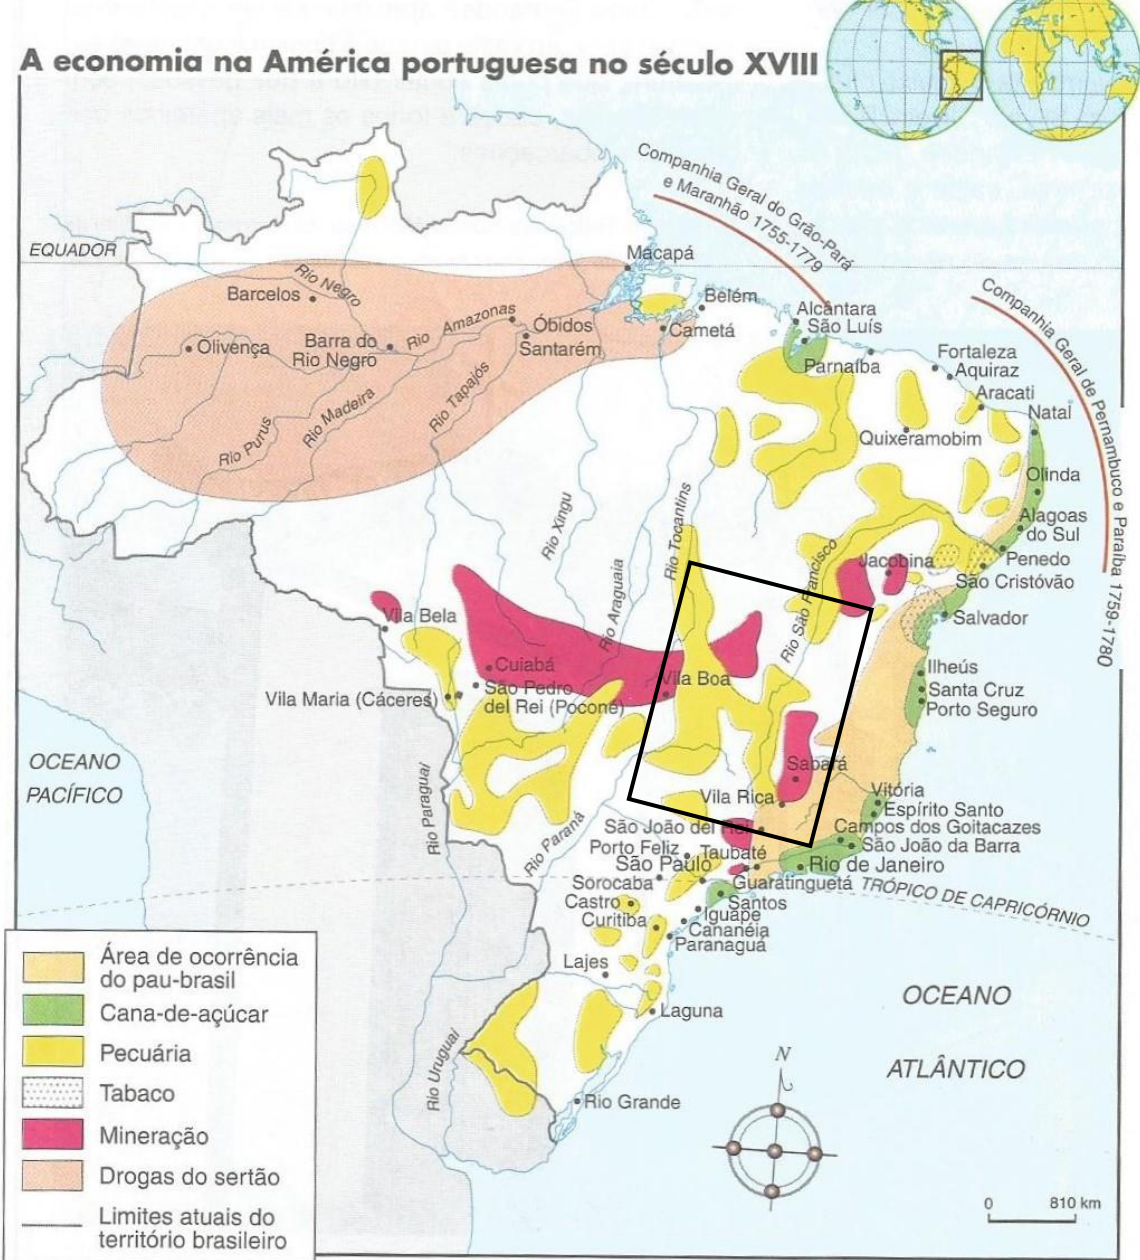 A economia na América portuguesa no século XVIII
Companhia Geral do Grão-Pará
e Maranhão 1755-1779
Companhia Geral de Pernambuco e Paraíba 1759-1780
EQUADOR
Macapá
Rio Negro
Barcelos
Belém
Rio Amazonas
Óbidos
Cametá
Alcântara
São Luís
Olivença
Barra do
Rio Negro
Santarém
Parnaíba
Fortaleza
Aquiraz
Aracati
Natal
Rio Purus
Rio Madeira
Rio Tapajós
Quixeramobim
Olinda
Rio Xingu
Rio Tocantins
Alagoas
do Sul
Rio Araguaia
Rio São Francisco
Jacobina
Penedo
São Cristóvão
Vila Bela
Salvador
Cuiabá
Vila Boa
Ilhéus
São Pedro
del Rei (Poconé)
Vila Maria (Cáceres)
Santa Cruz
Porto Seguro
OCEANO
PACÍFICO
Rio Paraguai
Sabará
Vila Rica
Vitória
Espírito Santo
Rio Paraná
São João del Rei
Campos dos Goitacazes
São João da Barra
Porto Feliz
Taubaté
São Paulo
Rio de Janeiro
Sorocaba
Guaratinguetá
TRÓPICO DE CAPRICÓRNIO
Castro
Santos
Curitiba
Iguape
Cananéia
Paranaguá
Lajes
Laguna
Rio Uruguai
Rio Grande
OCEANO
ATLÂNTICO
N
0 810 km
Área de ocorrência
do pau-brasil
Cana-de-açúcar
Pecuária
Tabaco
Mineração
Drogas do sertão
Limites atuais do
território brasileiro